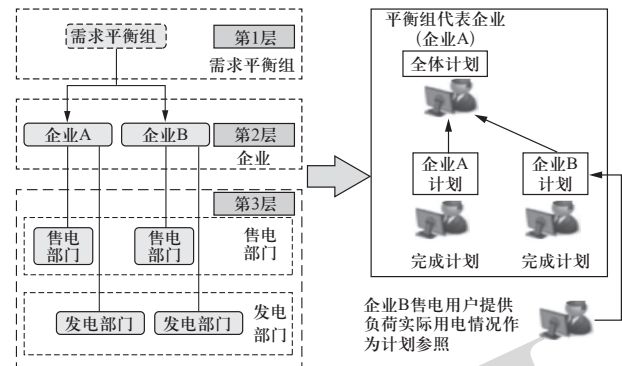 需求平衡组
第1层
需求平衡组
企业A
企业B
第2层
企业
第3层
售电
部门
售电
部门
售电
部门
发电部门
发电部门
发电
部门
平衡组代表企业
(企业A)
全体计划
企业A
计划
企业B
计划
完成计划
完成计划
企业B售电用户提供
负荷实际用电情况作
为计划参照